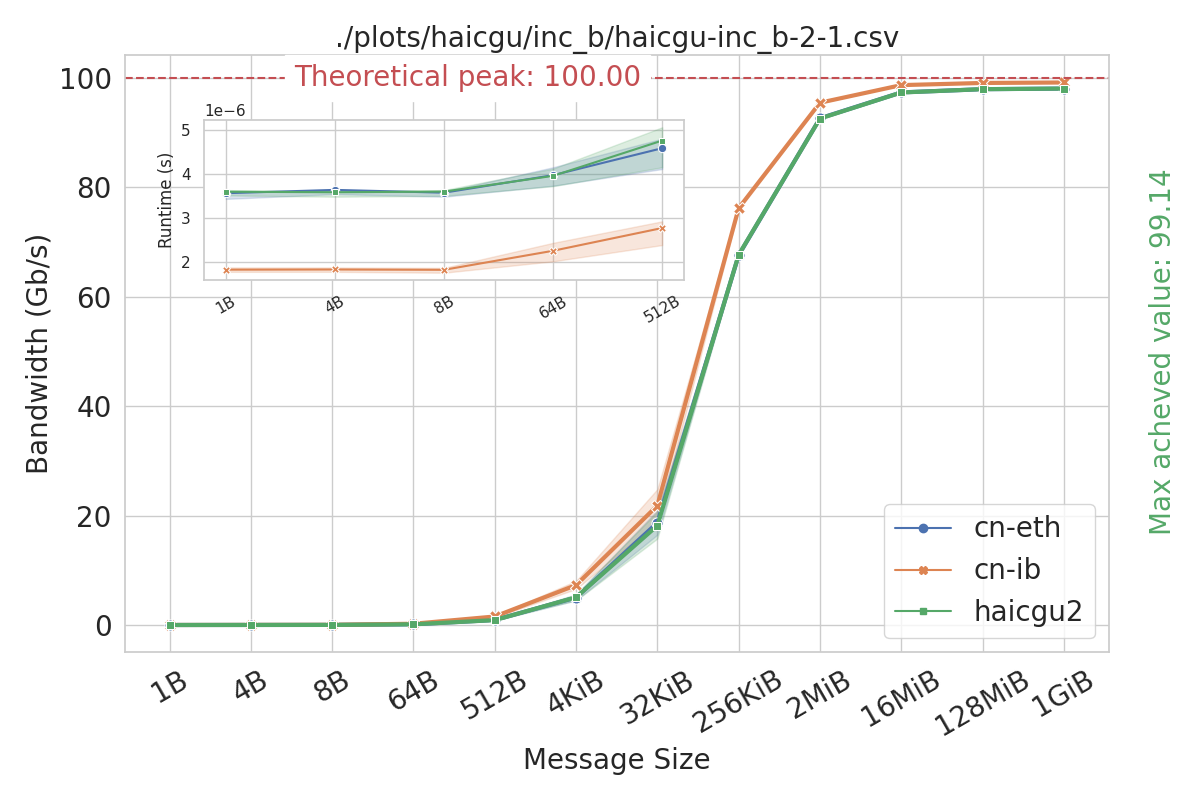 ./plots/haicgu/inc_b/haicgu-inc_b-2-1.csv
Theoretical peak: 100.00
100
80
60
40
20
0
Bandwidth (Gb/s)
1e−6
5
4
3
2
Runtime (s)
1B 4B 8B 64B 512B
cn-eth
cn-ib
haicgu2
1B 4B 8B 64B 512B 4KiB 32KiB 256KiB 2MiB 16MiB 128MiB 1GiB
Message Size
Max acheved value: 99.14